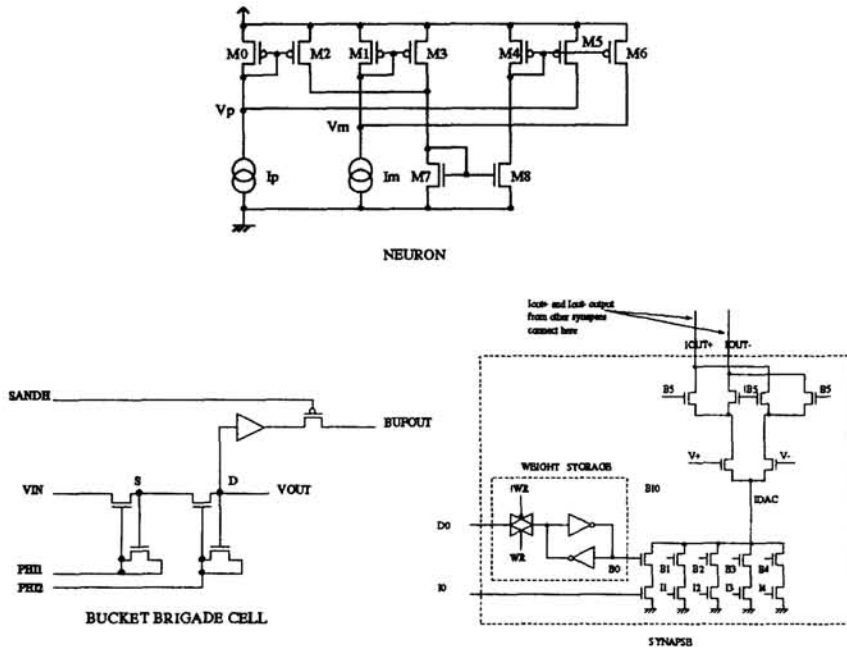 M0 M2 M1 M3 M4 M5 M6
Vp
Vm
Ip Im M7 M8
NEURON
Iout+ and Iout- output
from other synapses
connect here
IOUT+ IOUT-
B5 !B5 B5
V+ V-
IDAC
WEIGHT STORAGE
!WR
B10
D0
WR
B0 B1 B2 B3 B4
I0 I1 I2 I3 I4
SYNAPSE
SANDH
BUFOUT
S D
VIN VOUT
PHI1
PHI2
BUCKET BRIGADE CELL